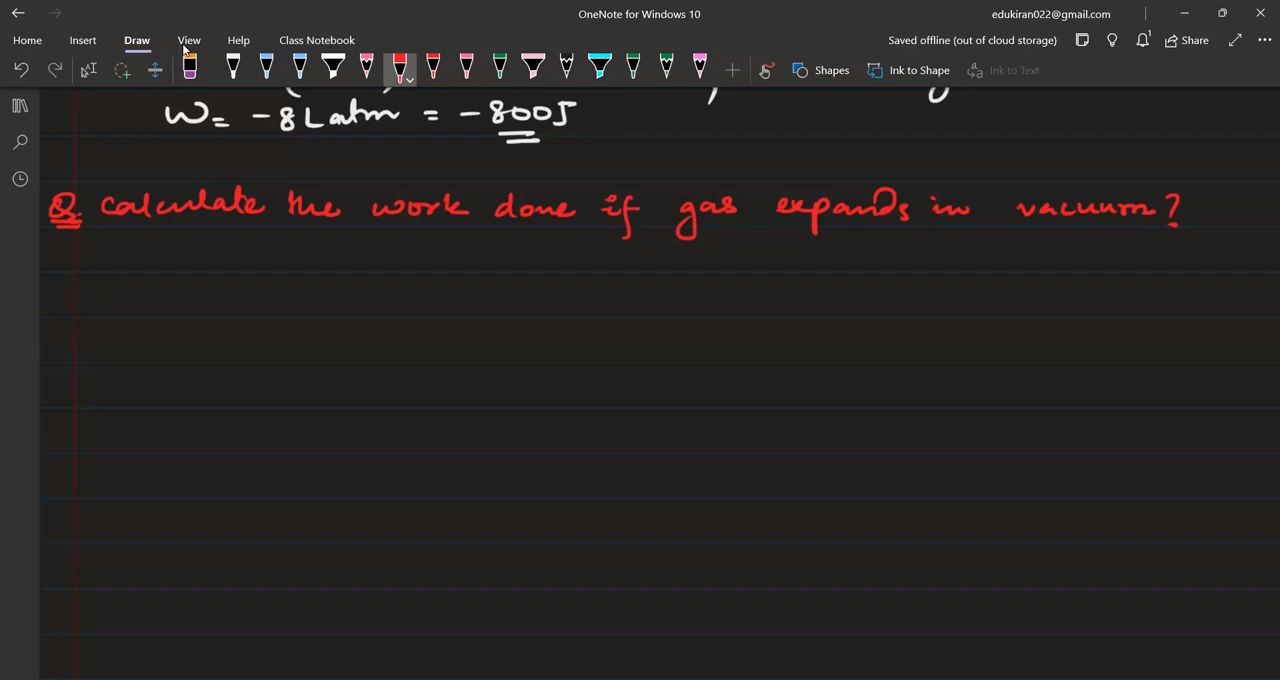 OneNote for Windows 10
edukiran022@gmail.com
Home Insert Draw View Help Class Notebook
Saved offline (out of cloud storage)
Share
Shapes
Ink to Shape
Ink to Text
W = -8 L atm = -800J
Q. calculate the work done if gas expands in vacuum?